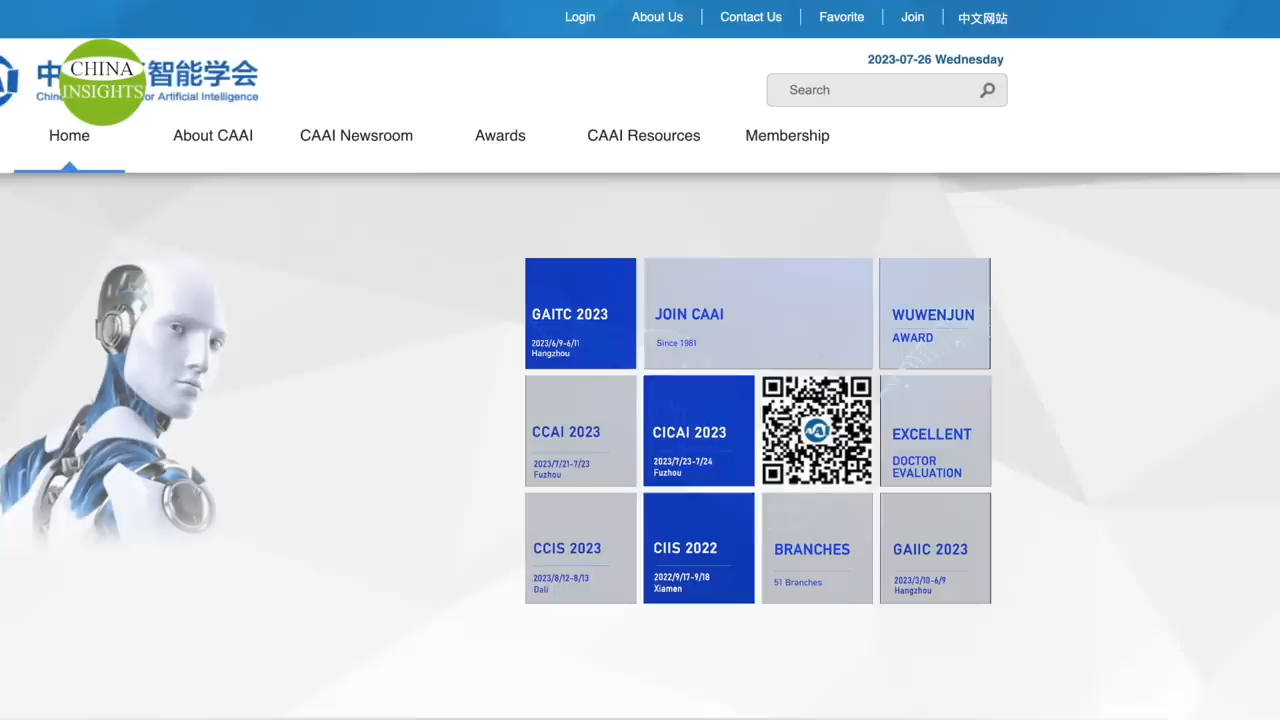 Login
About Us
Contact Us
Favorite
Join
中文网站
2023-07-26 Wednesday
Search
中
智能学会
for Artificial Intelligence
CHINA
INSIGHTS
Home
About CAAI
CAAI Newsroom
Awards
CAAI Resources
Membership
GAITC 2023
2023/6/9-6/11
Hangzhou
JOIN CAAI
Since 1981
WUWENJUN
AWARD
CCAI 2023
2023/7/21-7/23
Fuzhou
CICAI 2023
2023/7/23-7/24
Fuzhou
EXCELLENT
DOCTOR
EVALUATION
CCIS 2023
2023/8/12-8/13
Dali
CIIS 2022
2022/9/17-9/18
Xiamen
BRANCHES
51 Branches
GAIIC 2023
2023/3/10-6/9
Hangzhou